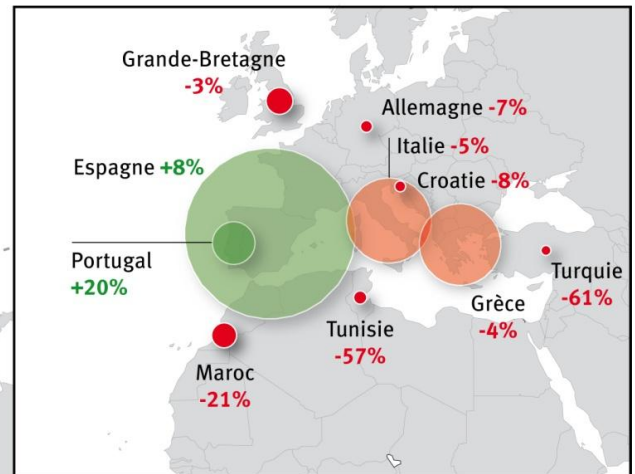 Grande-Bretagne
-3%
Allemagne -7%
Italie -5%
Espagne +8%
Croatie -8%
Portugal
+20%
Turquie
-61%
Grèce
-4%
Tunisie
-57%
Maroc
-21%